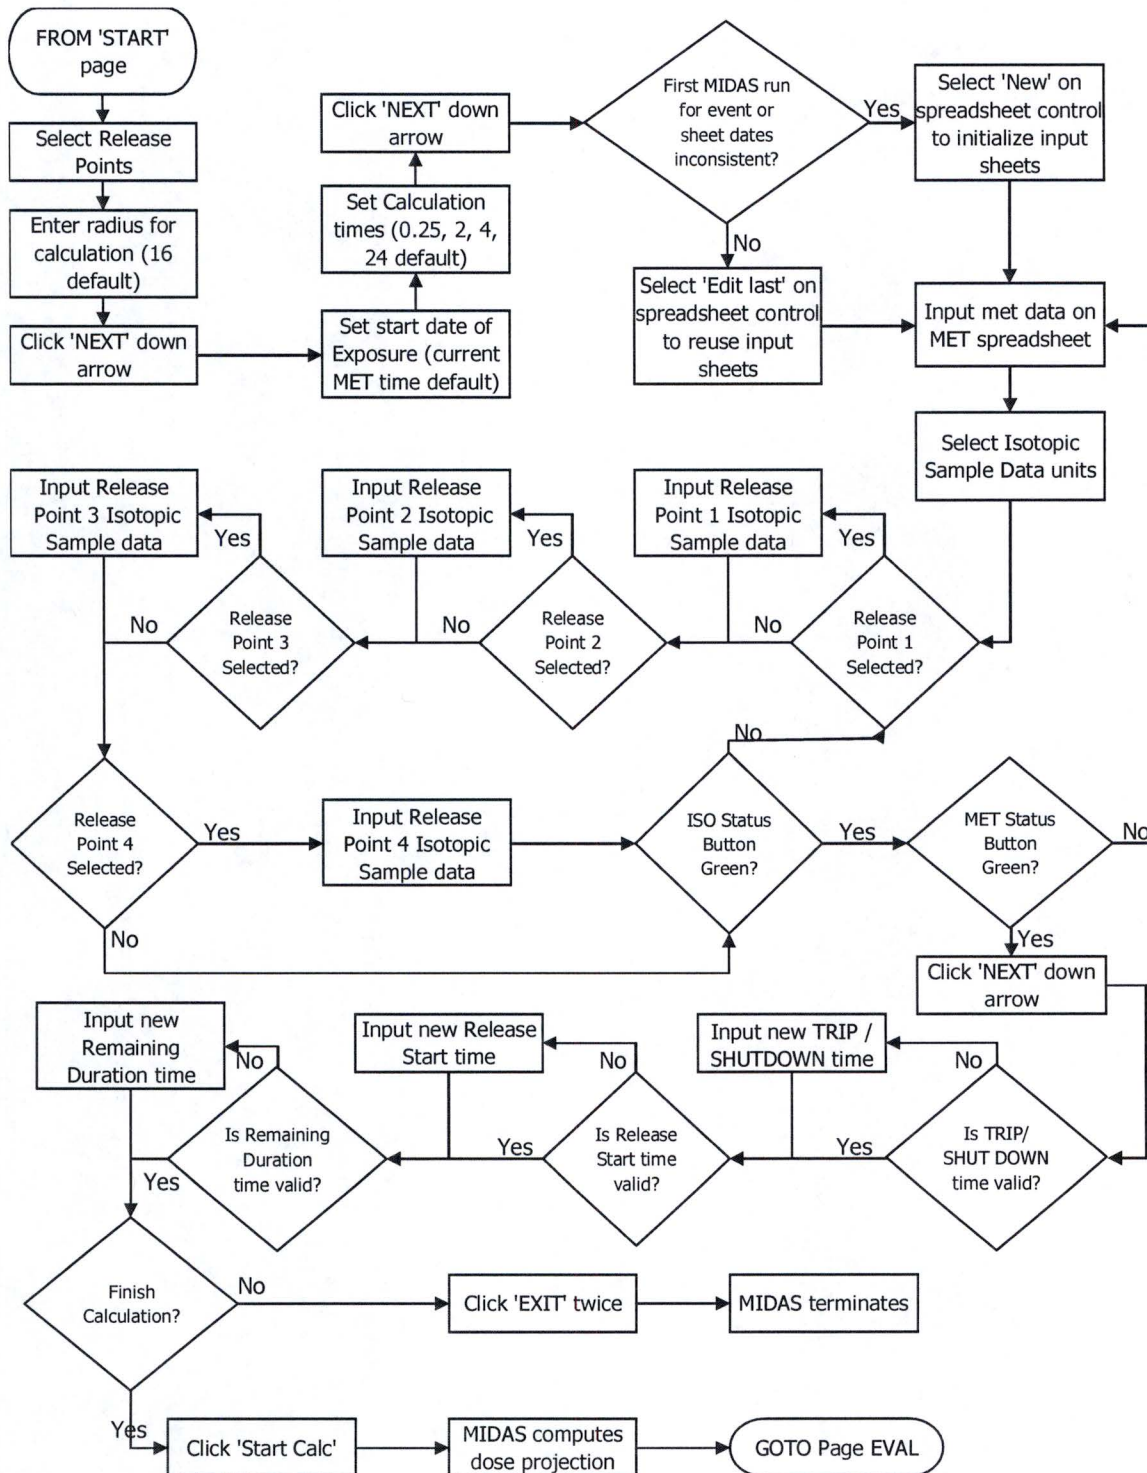 FROM 'START'
page
Select Release
Points
Enter radius for
calculation (16
default)
Click 'NEXT' down
arrow
Set start date of
Exposure (current
MET time default)
Set Calculation
times (0.25, 2, 4,
24 default)
Click 'NEXT' down
arrow
First MIDAS run
for event or
sheet dates
inconsistent?
Yes
Select 'New' on
spreadsheet control
to initialize input
sheets
No
Select 'Edit last' on
spreadsheet control
to reuse input
sheets
Input met data on
MET spreadsheet
Select Isotopic
Sample Data units
Release
Point 1
Selected?
Yes
Input Release
Point 1 Isotopic
Sample data
No
Release
Point 2
Selected?
Yes
Input Release
Point 2 Isotopic
Sample data
No
Release
Point 3
Selected?
Yes
Input Release
Point 3 Isotopic
Sample data
No
Release
Point 4
Selected?
Yes
Input Release
Point 4 Isotopic
Sample data
No
ISO Status
Button
Green?
No
Yes
MET Status
Button
Green?
No
Yes
Click 'NEXT' down
arrow
Is TRIP/
SHUT DOWN
time valid?
No
Input new TRIP /
SHUTDOWN time
Yes
Is Release
Start time
valid?
No
Input new Release
Start time
Yes
Is Remaining
Duration
time valid?
No
Input new
Remaining
Duration time
Yes
Finish
Calculation?
No
Click 'EXIT' twice
MIDAS terminates
Yes
Click 'Start Calc'
MIDAS computes
dose projection
GOTO Page EVAL